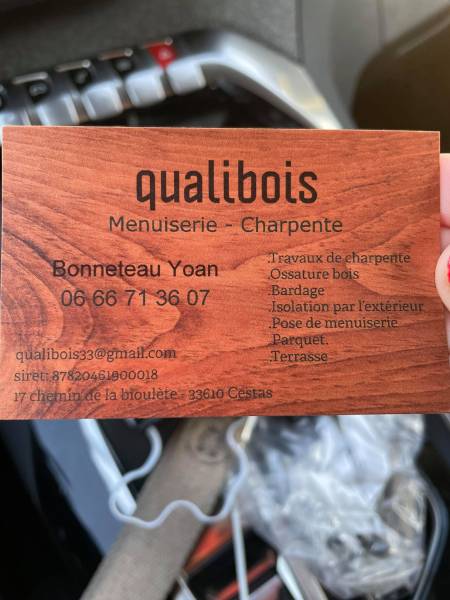 qualibois
Menuiserie - Charpente
Bonneteau Yoan
06 66 71 36 07
.Travaux de charpente
.Ossature bois
.Bardage
.Isolation par l'extérieur
.Pose de menuiserie
.Parquet.
.Terrasse
qualibois33@gmail.com
siret: 87820461900018
17 chemin de la bioulète - 33610 Cestas